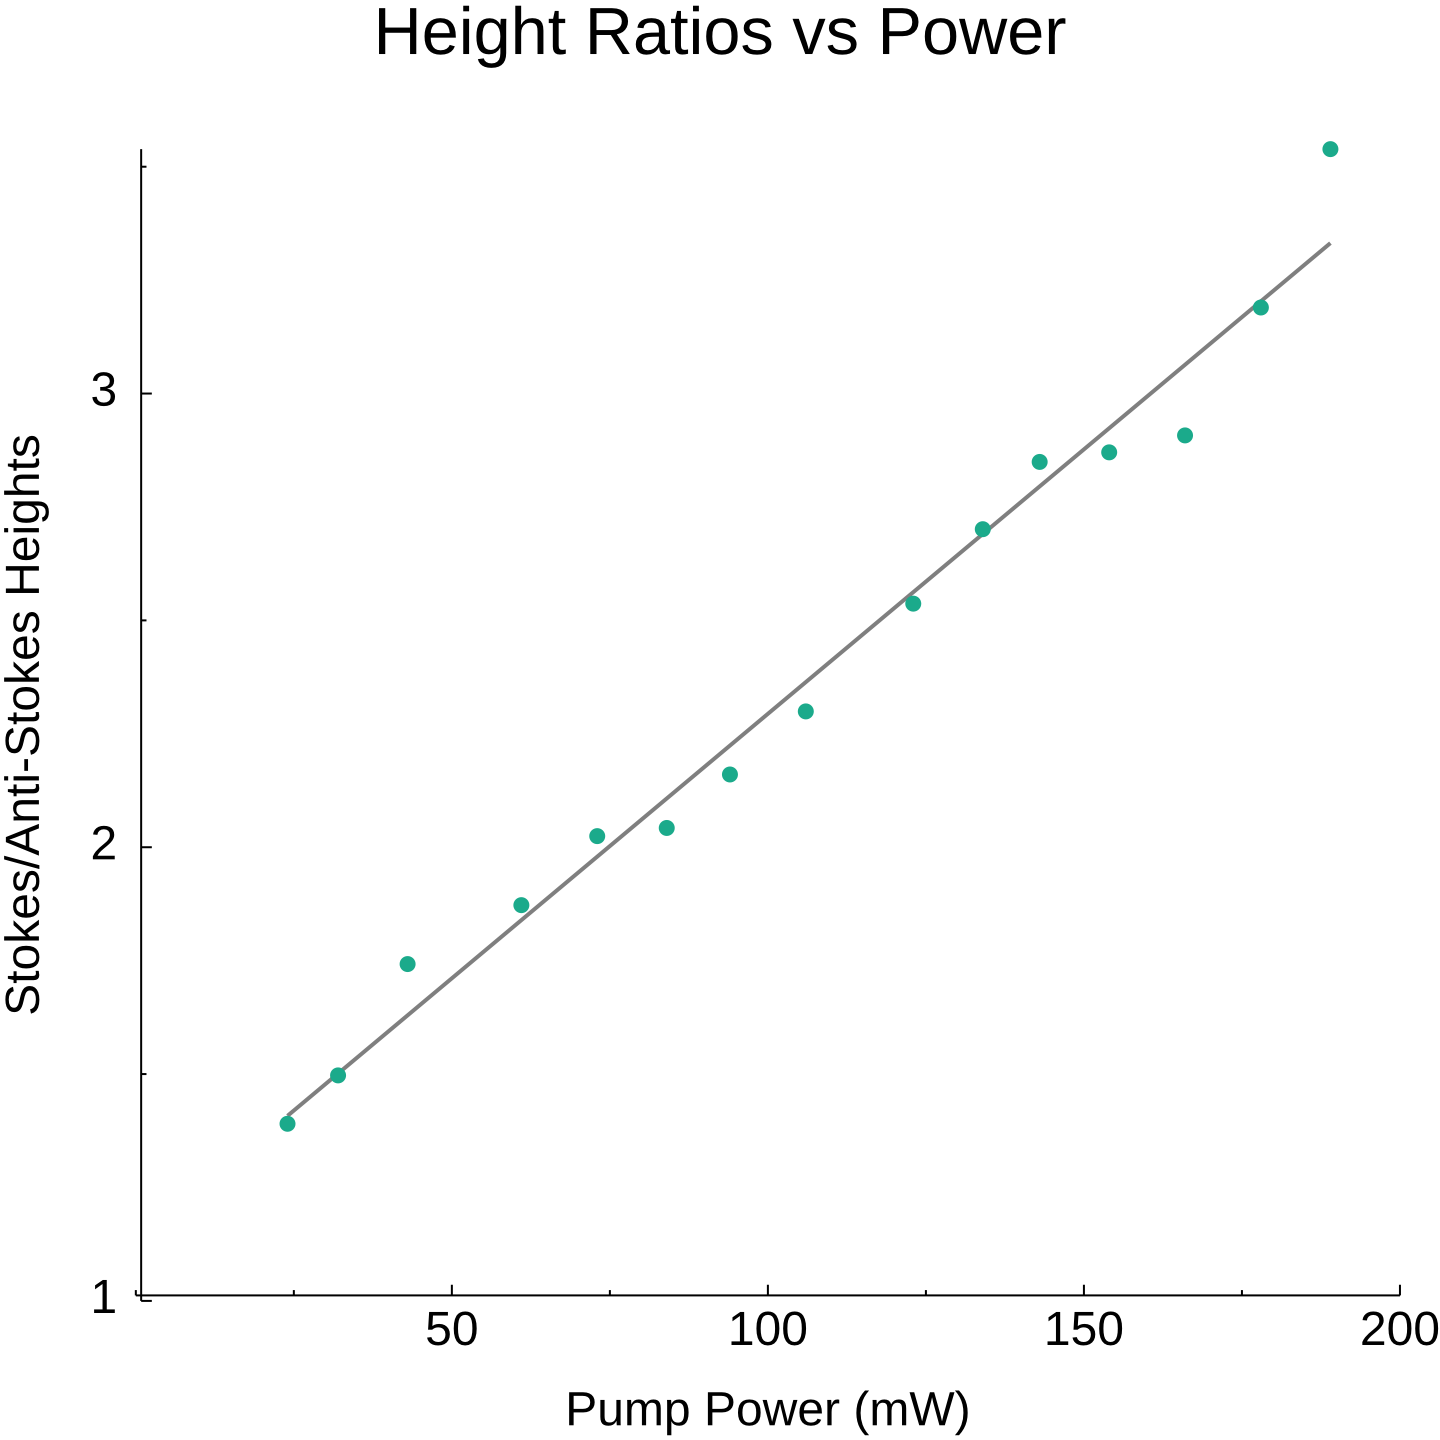 Height Ratios vs Power
Stokes/Anti-Stokes Heights
3
2
1
50 100 150 200
Pump Power (mW)